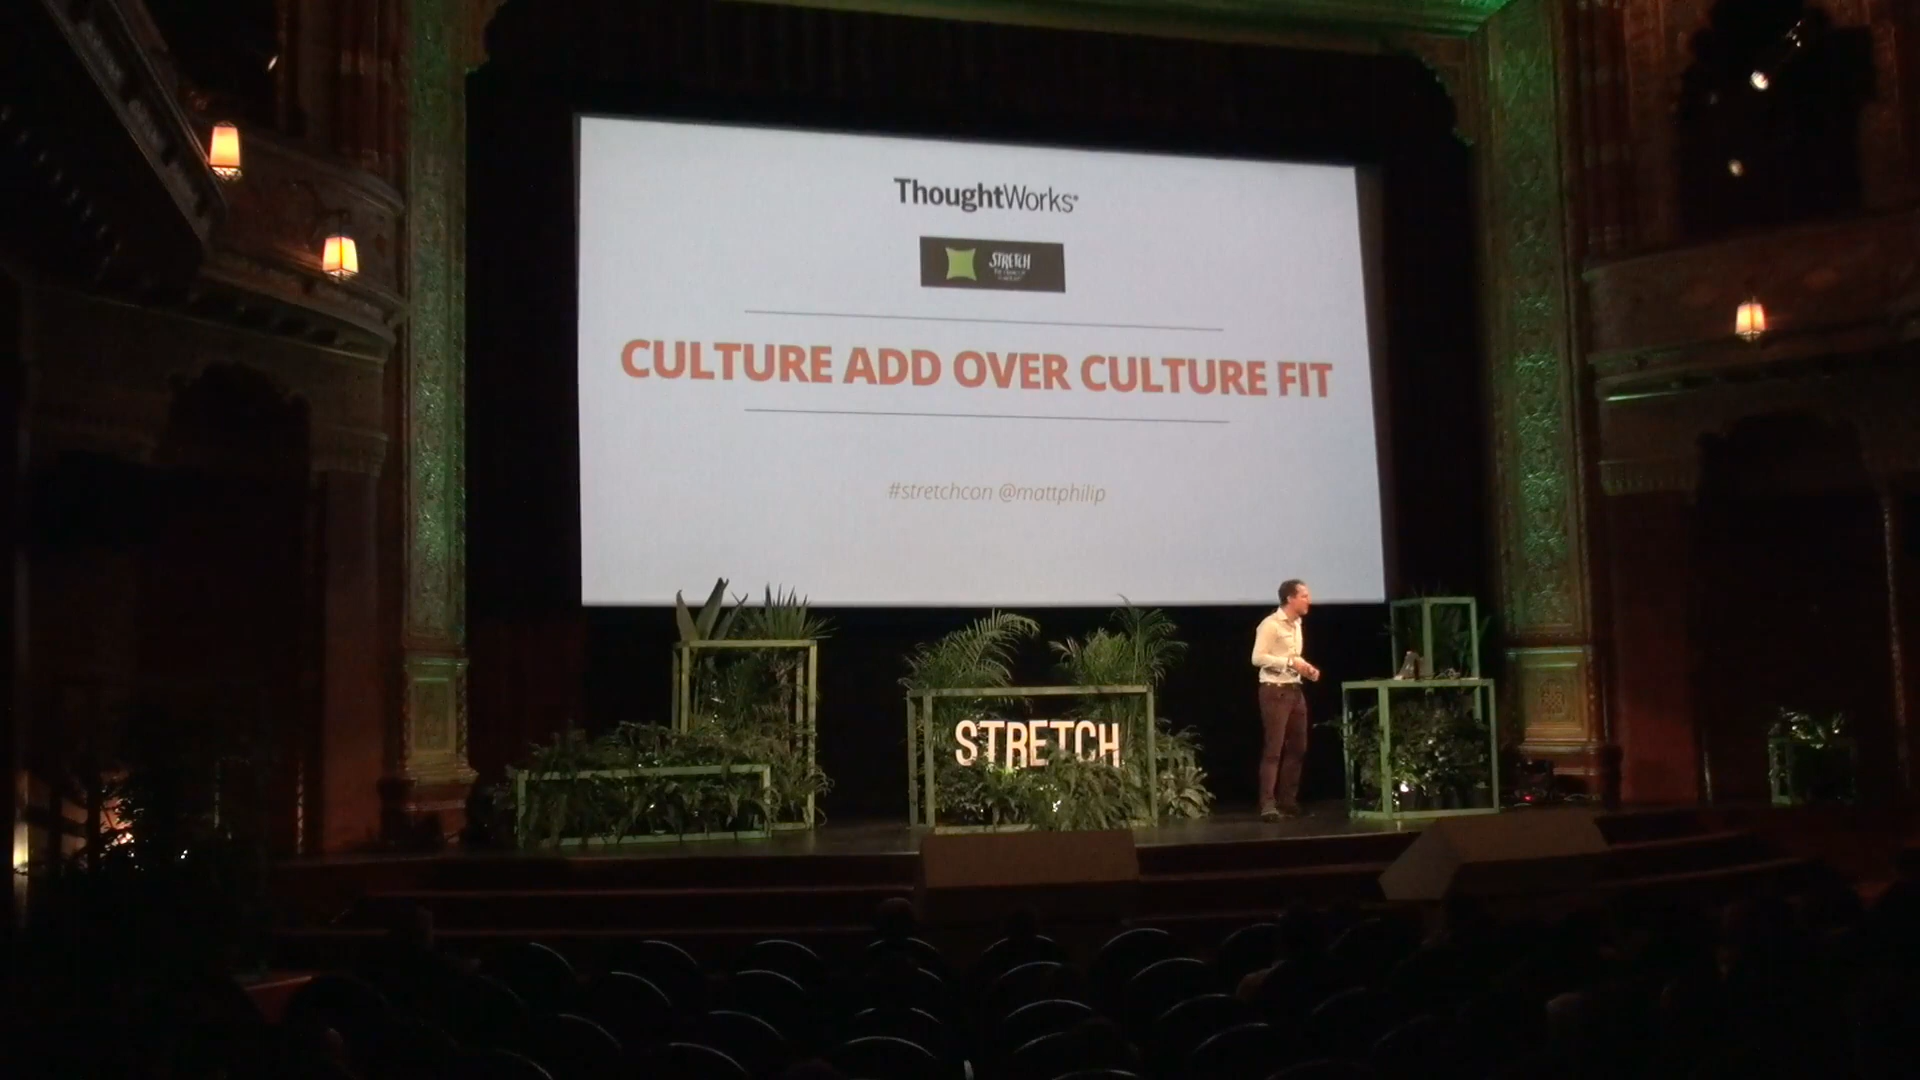 ThoughtWorks®
STRETCH
CULTURE ADD OVER CULTURE FIT
#stretchcon @mattphilip
STRETCH